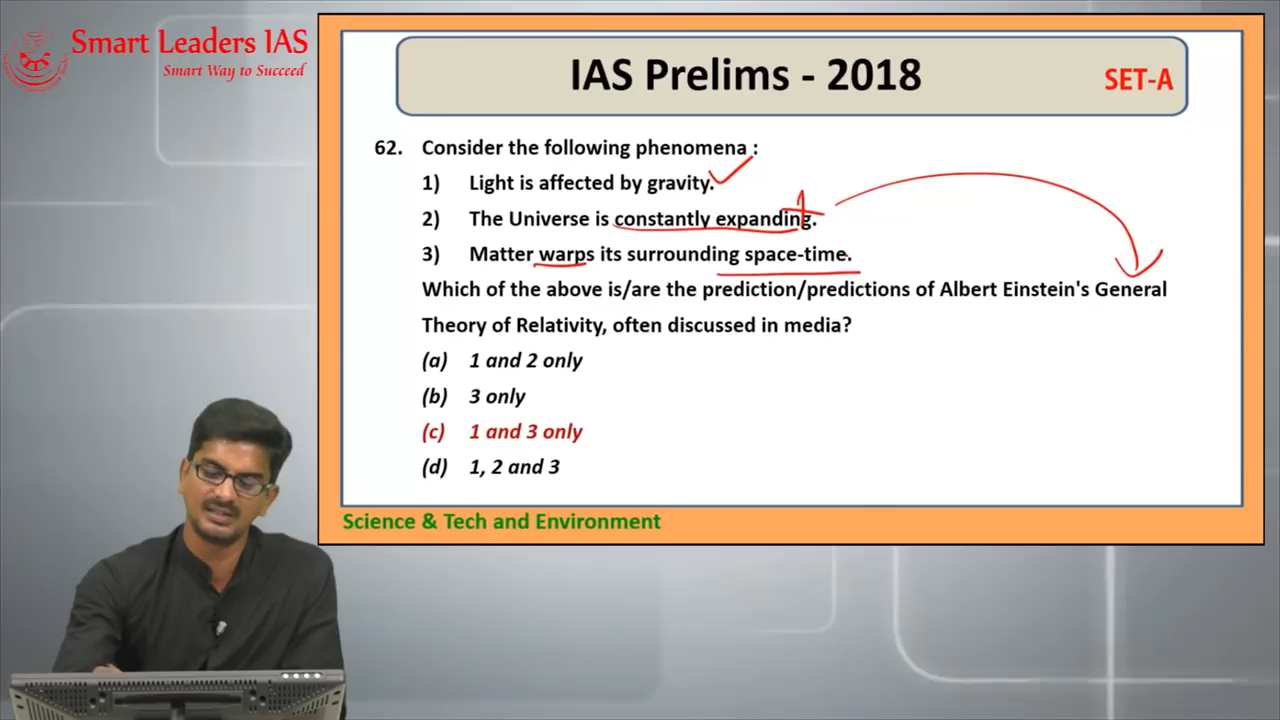 Smart Leaders IAS
Smart Way to Succeed
IAS Prelims - 2018
SET-A
62. Consider the following phenomena :
1) Light is affected by gravity.
2) The Universe is constantly expanding.
3) Matter warps its surrounding space-time.
Which of the above is/are the prediction/predictions of Albert Einstein's General
Theory of Relativity, often discussed in media?
(a) 1 and 2 only
(b) 3 only
(c) 1 and 3 only
(d) 1, 2 and 3
Science & Tech and Environment